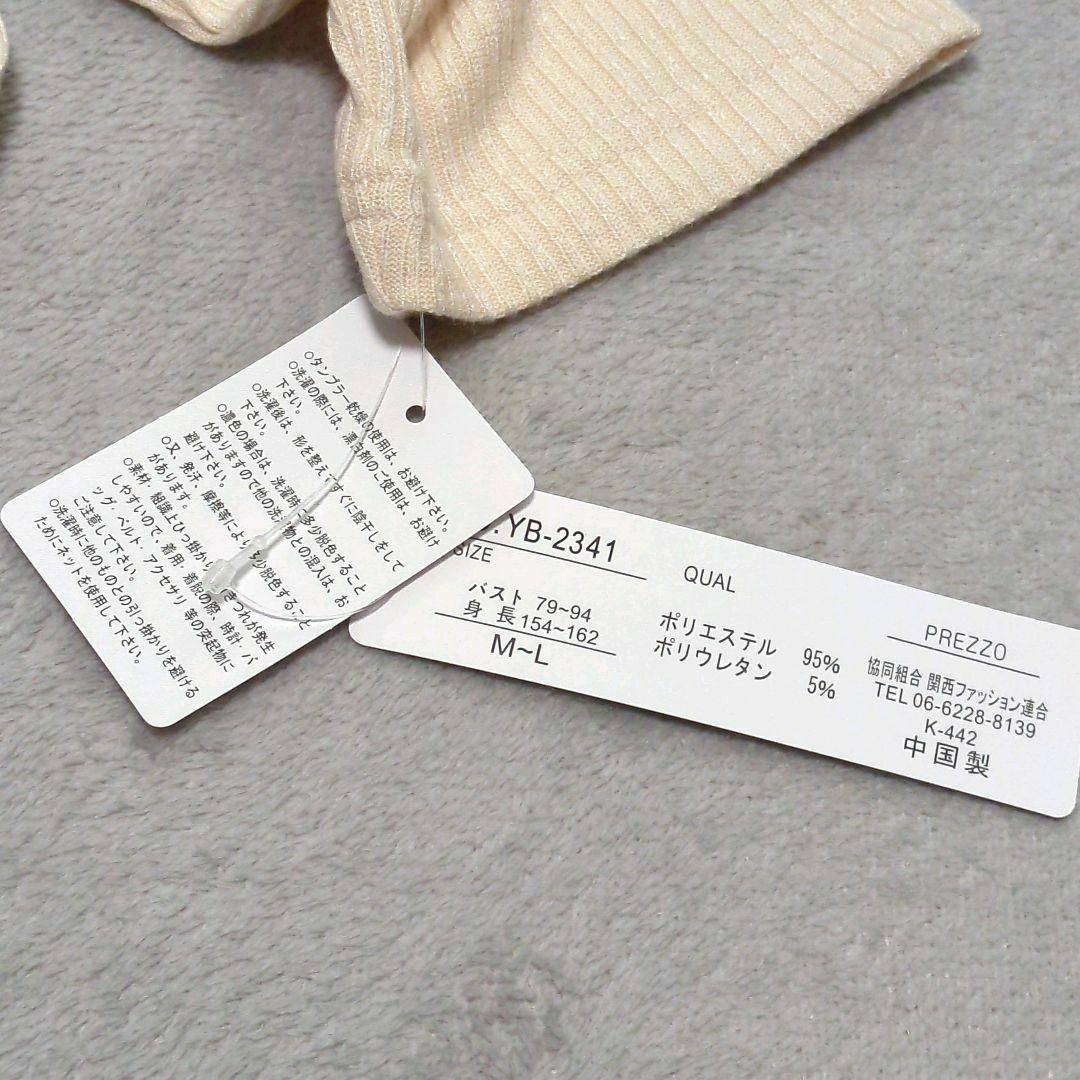 ○タンブラー乾燥の使用は、お避け下さい。
○洗濯の際には、漂白剤のご使用は、お避け
下さい。
○洗濯後は、形を整えすぐに陰干しをして
下さい。
○濃色の場合は、洗濯時、多少脱色すること
がありますので他の洗濯物との混入は、お
避け下さい。
○又、発汗、摩擦等により多少脱色すること
があります。
○素材、組織上ひっ掛かり きつれが発生
しやすいので、着用、着脱の際、時計、バ
ッグ、ベルト、アクセサリ 等の突起物に
ご注意して下さい。
○洗濯時に他のものとの引っ掛かりを避ける
ためにネットを使用して下さい。
.YB-2341
SIZE
バスト 79~94
身長 154~162
M~L
QUAL
ポリエステル 95%
ポリウレタン 5%
PREZZO
協同組合 関西ファッション連合
TEL 06-6228-8139
K-442
中国製